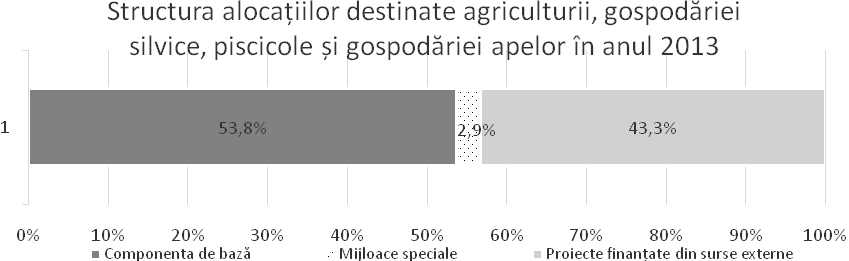 Structura alocațiilor destinate agriculturii, gospodăriei
silvice, piscicole și gospodăriei apelor în anul 2013
1
53,8%
2,9%
43,3%
0% 10% 20% 30% 40% 50% 60% 70% 80% 90% 100%
Componenta de bază Mijloace speciale Proiecte finanțate din surse externe